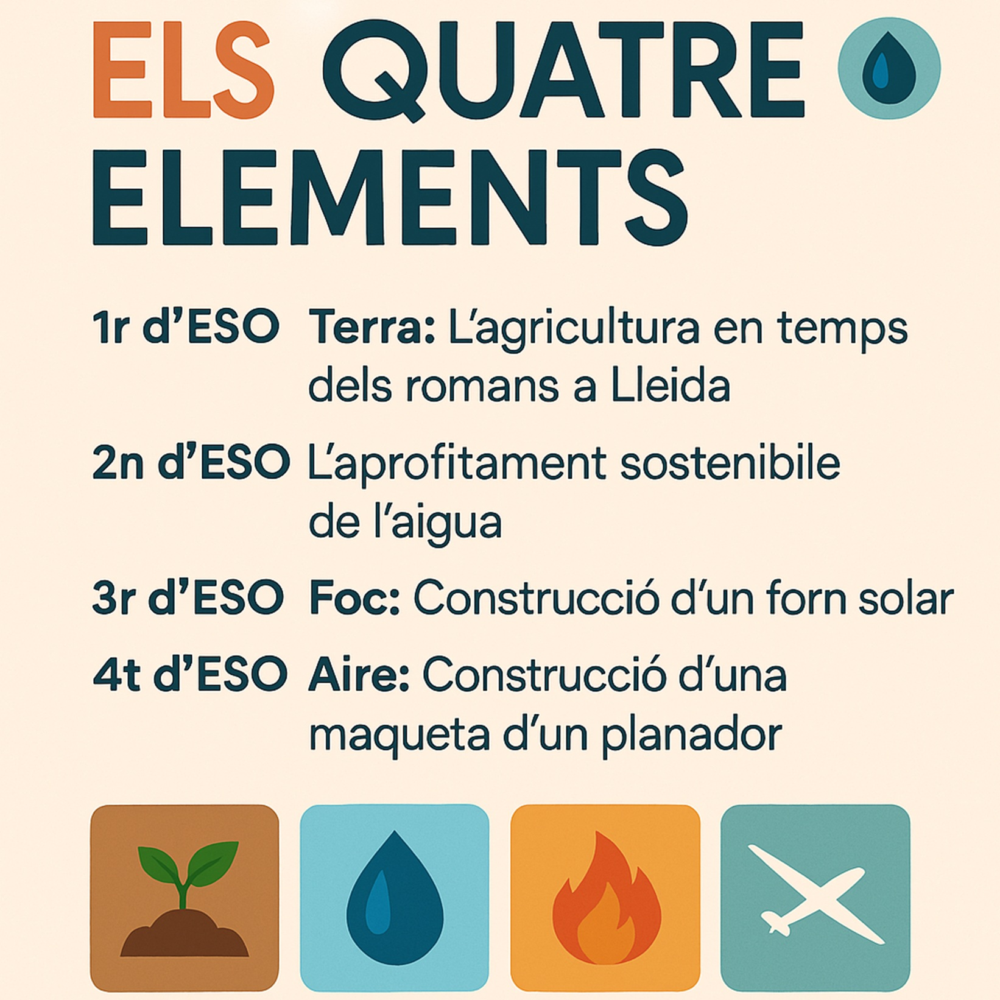 ELS QUATRE
ELEMENTS
1r d’ESO Terra: L’agricultura en temps
dels romans a Lleida
2n d’ESO L’aprofitament sostenibile
de l’aigua
3r d’ESO Foc: Construcció d’un forn solar
4t d’ESO Aire: Construcció d’una
maqueta d’un planador